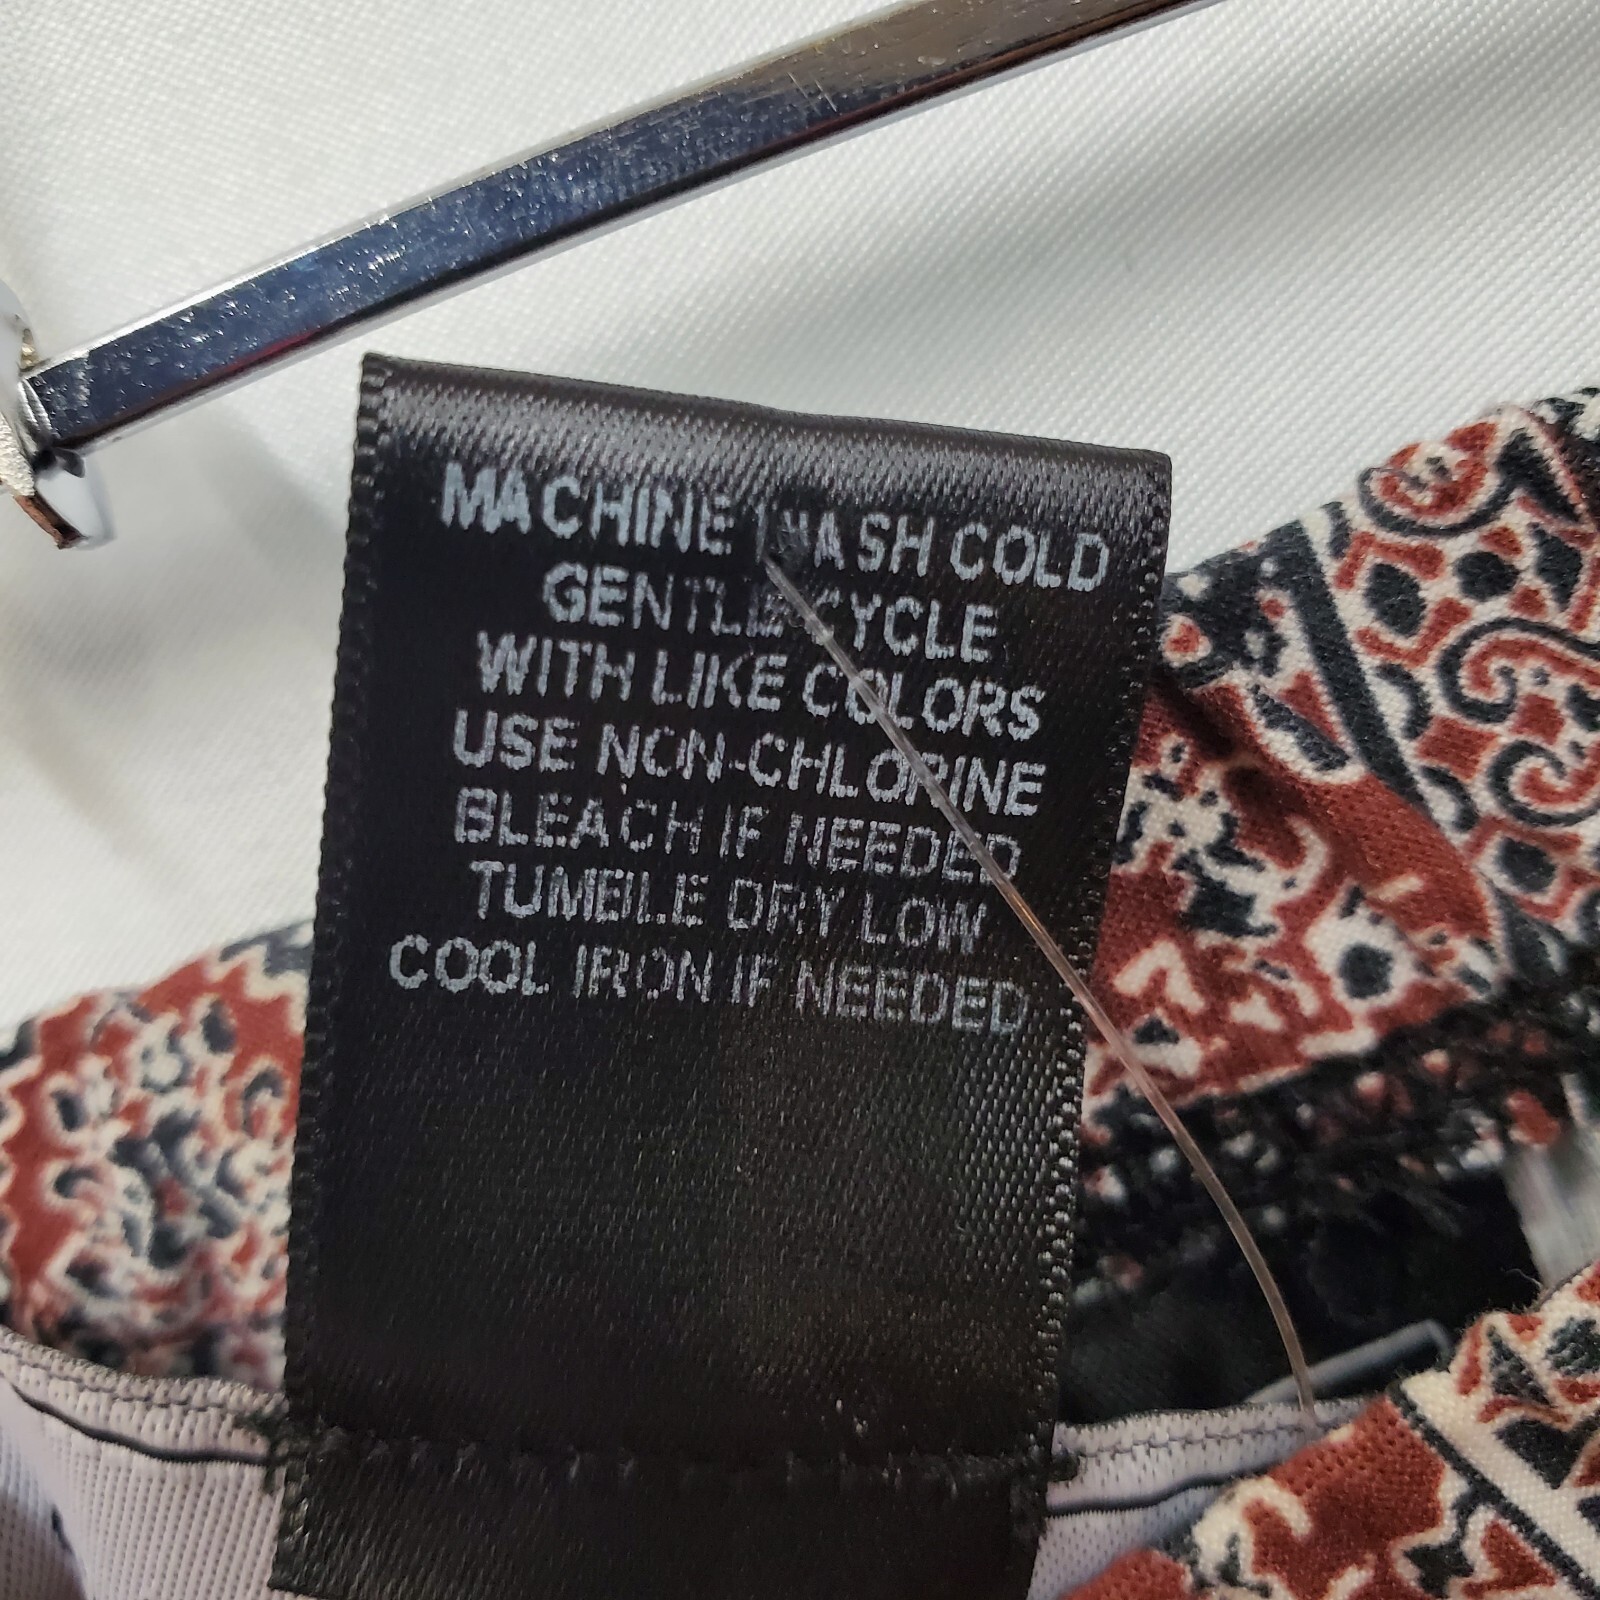 MACHINE WASH COLD
GENTLE CYCLE
WITH LIKE COLORS
USE NON-CHLORINE
BLEACH IF NEEDED
TUMBLE DRY LOW
COOL IRON IF NEEDED